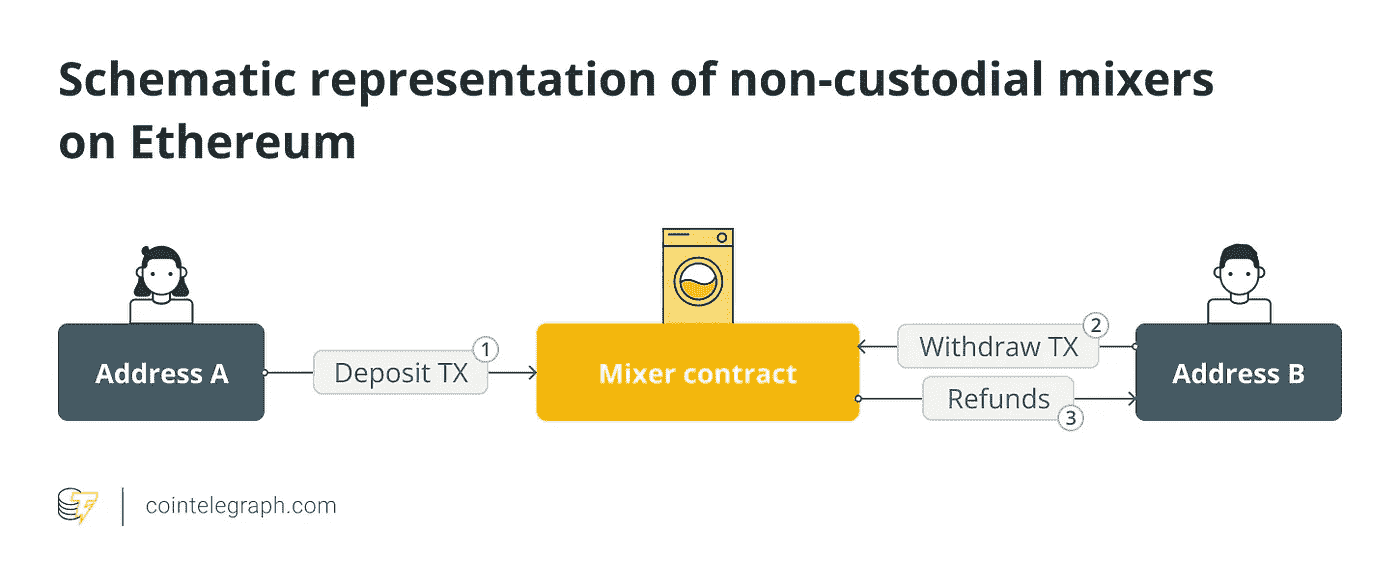 Schematic representation of non-custodial mixers
on Ethereum
Address A
Deposit TX
1
Mixer contract
Withdraw TX
2
Refunds
3
Address B
cointelegraph.com